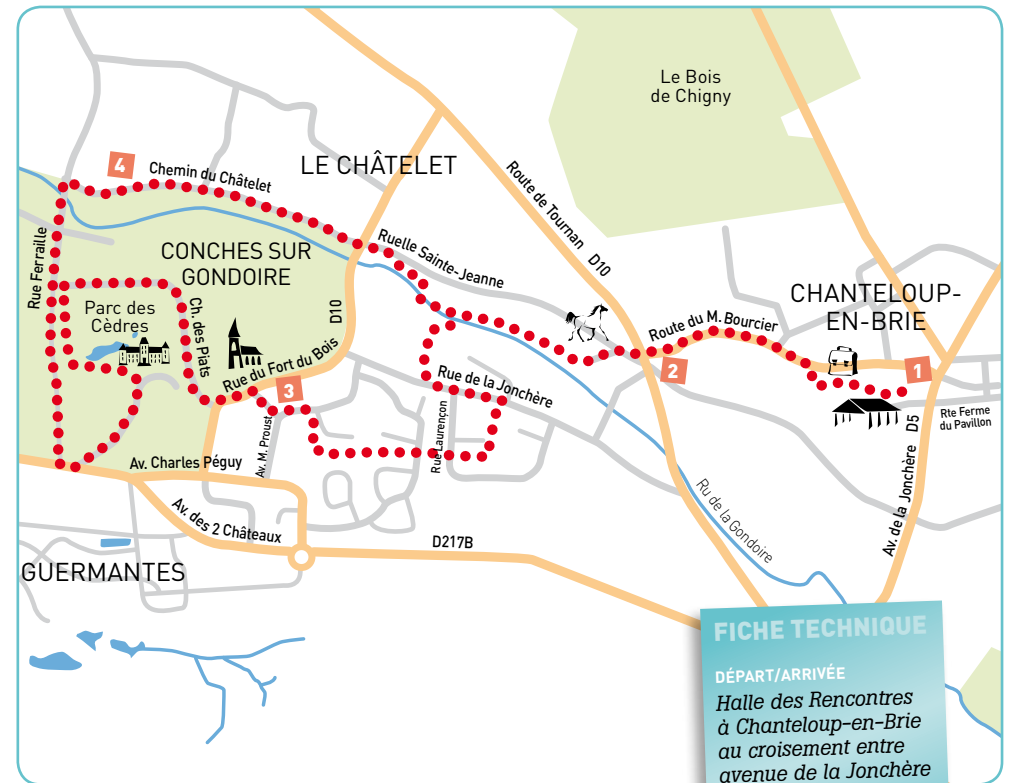 Le Bois
de Chigny
LE CHÂTELET
4
Chemin du Châtelet
Route de Tournan
D10
Ruelle Sainte-Jeanne
Rue Ferraille
CONCHES SUR
GONDOIRE
Parc des
Cèdres
Ch. des Plats
D10
CHANTELOUP-
EN-BRIE
Route du M. Bourcier
2
1
Rue du Fort du Bois
3
Rue de la Jonchère
Rte Ferme
du Pavillon
D5
Av. de la Jonchère
Av. M. Proust
Rue Laurençon
Av. Charles Péguy
Av. des 2 Châteaux
D217B
Ru de la Gondoire
GUERMANTES
FICHE TECHNIQUE
DÉPART/ARRIVÉE
Halle des Rencontres
à Chanteloup-en-Brie
au croisement entre
avenue de la Jonchère